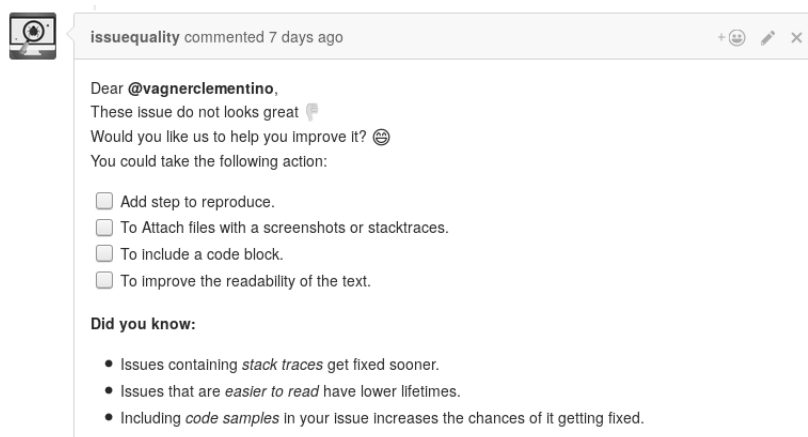 issuequality commented 7 days ago
Dear @vagnerclementino,
These issue do not looks great 👎
Would you like us to help you improve it? 😄
You could take the following action:
Add step to reproduce.
To Attach files with a screenshots or stacktraces.
To include a code block.
To improve the readability of the text.
Did you know:
Issues containing stack traces get fixed sooner.
Issues that are easier to read have lower lifetimes.
Including code samples in your issue increases the chances of it getting fixed.